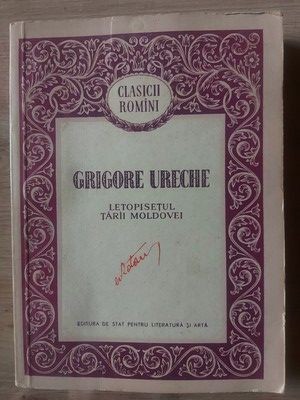 CLASICII
ROMÎNI
GRIGORE URECHE
LETOPISEȚUL
ȚĂRII MOLDOVEI
EDITURA DE STAT PENTRU LITERATURĂ ȘI ARTĂ